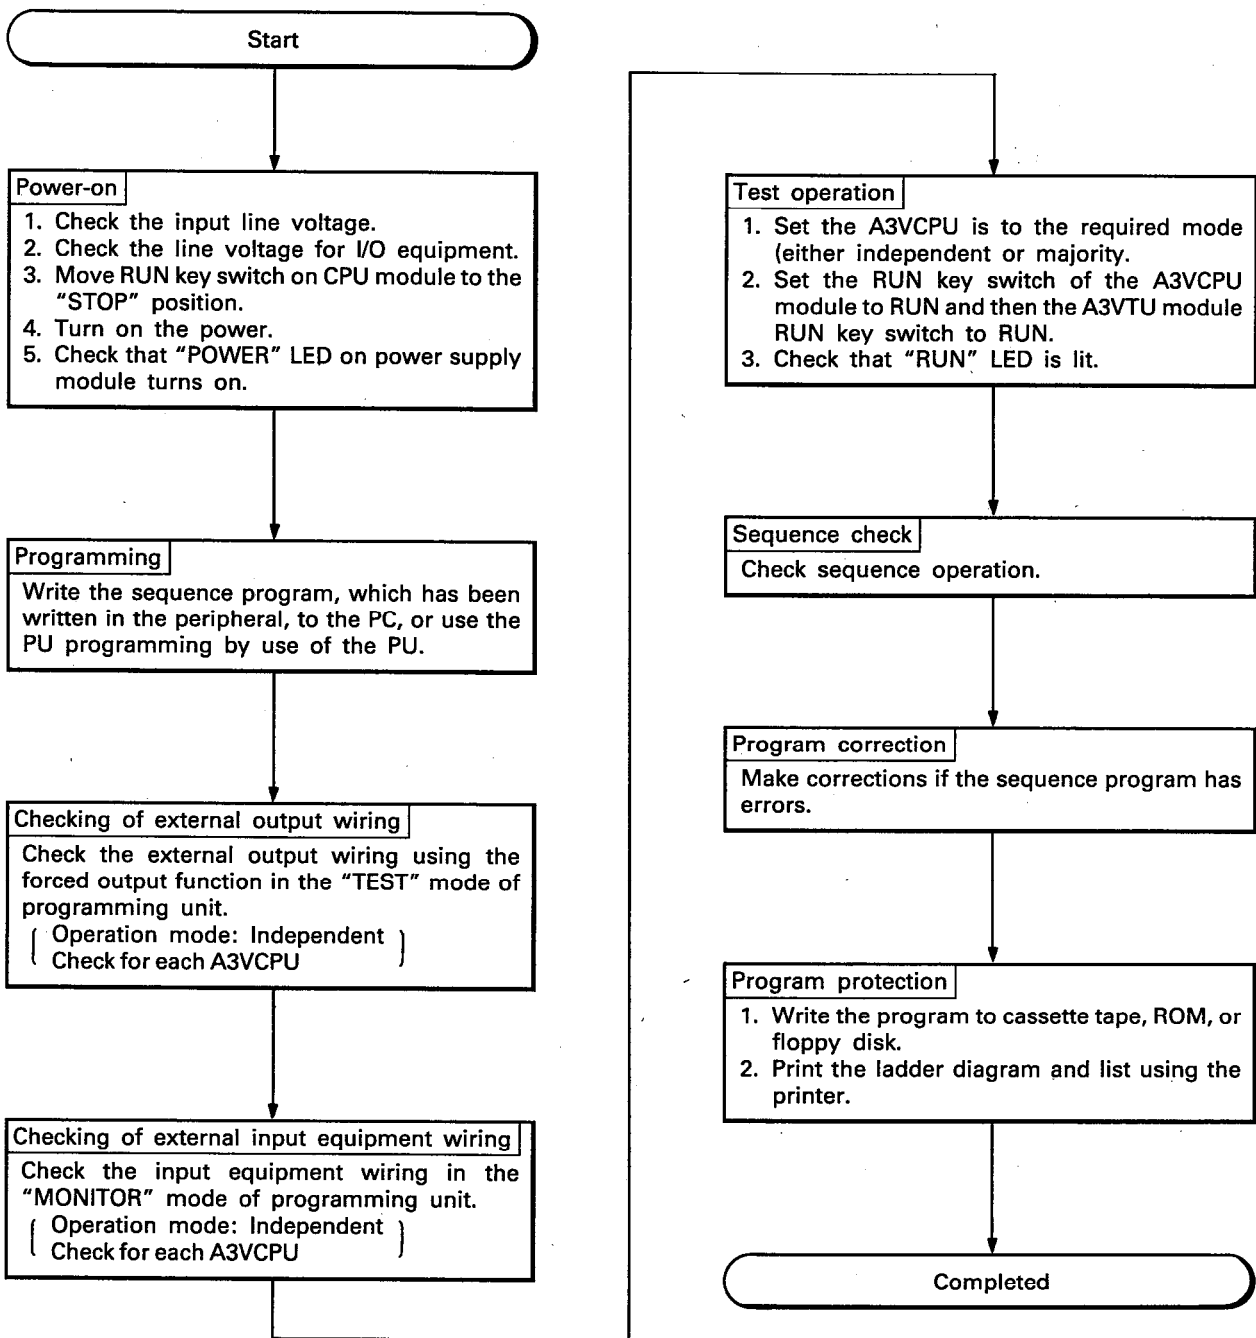 Start
Power-on
1. Check the input line voltage.
2. Check the line voltage for I/O equipment.
3. Move RUN key switch on CPU module to the
"STOP" position.
4. Turn on the power.
5. Check that "POWER" LED on power supply
module turns on.
Programming
Write the sequence program, which has been
written in the peripheral, to the PC, or use the
PU programming by use of the PU.
Checking of external output wiring
Check the external output wiring using the
forced output function in the "TEST" mode of
programming unit.
Operation mode: Independent
Check for each A3VCPU
Checking of external input equipment wiring
Check the input equipment wiring in the
"MONITOR" mode of programming unit.
Operation mode: Independent
Check for each A3VCPU
Test operation
1. Set the A3VCPU is to the required mode
(either independent or majority.
2. Set the RUN key switch of the A3VCPU
module to RUN and then the A3VTU module
RUN key switch to RUN.
3. Check that "RUN" LED is lit.
Sequence check
Check sequence operation.
Program correction
Make corrections if the sequence program has
errors.
Program protection
1. Write the program to cassette tape, ROM, or
floppy disk.
2. Print the ladder diagram and list using the
printer.
Completed